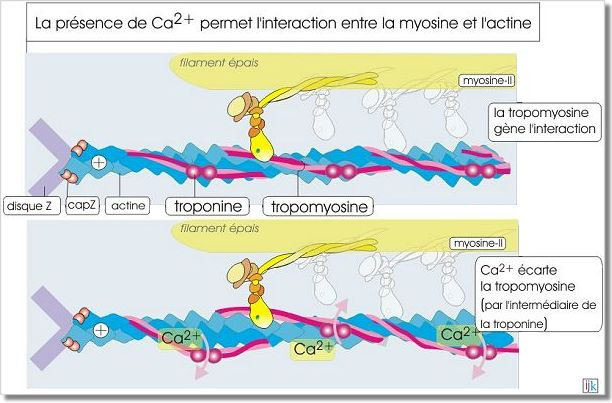 La présence de Ca2+ permet l'interaction entre la myosine et l'actine
filament épais
myosine-II
la tropomyosine
gène l'interaction
+
disque Z
capZ
actine
troponine
tropomyosine
filament épais
myosine-II
Ca2+ écarte
la tropomyosine
(par l'intermédiaire de
la troponine)
+
Ca2+
Ca2+
Ca2+
ijk